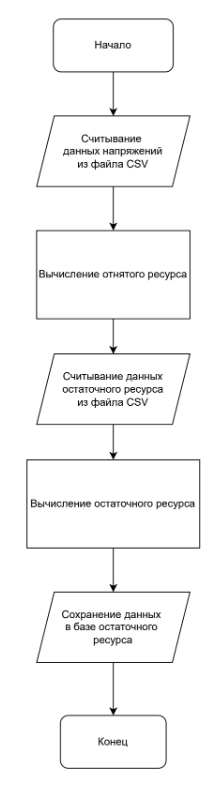 Начало
Считывание
данных напряжений
из файла CSV
Вычисление отнятого ресурса
Считывание данных
остаточного ресурса
из файла CSV
Вычисление остаточного ресурса
Сохранение данных
в базе остаточного
ресурса
Конец